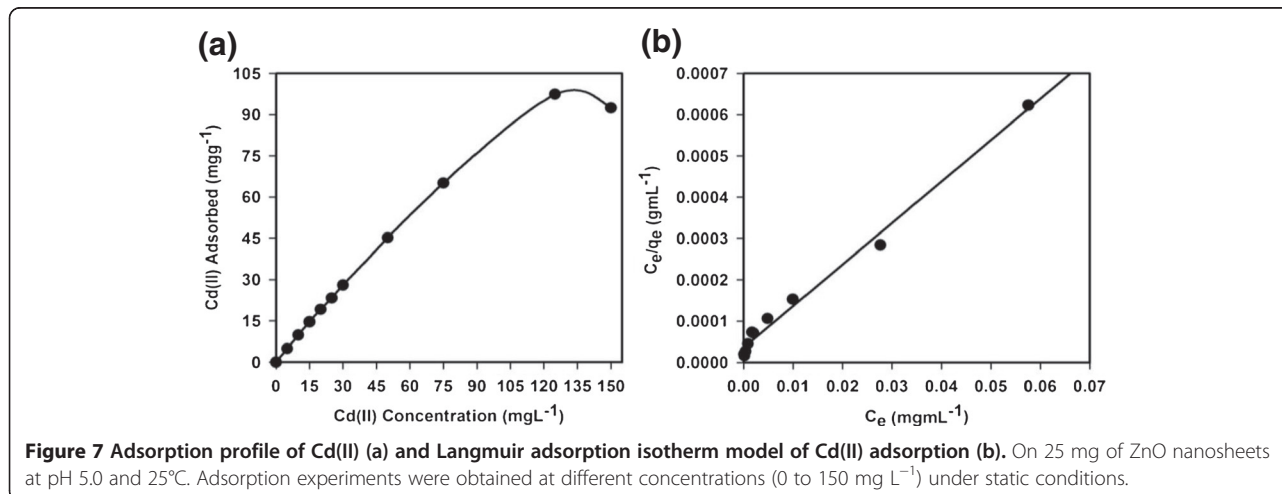 (a)
105
90
75
60
45
30
15
0
Cd(II) Adsorbed (mgg-1)
0 15 30 45 60 75 90 105 120 135 150
Cd(II) Concentration (mgL-1)
(b)
0.0007
0.0006
0.0005
0.0004
0.0003
0.0002
0.0001
0.0000
Ce/qe (gmL-1)
0.00 0.01 0.02 0.03 0.04 0.05 0.06 0.07
Ce (mgmL-1)
Figure 7 Adsorption profile of Cd(II) (a) and Langmuir adsorption isotherm model of Cd(II) adsorption (b). On 25 mg of ZnO nanosheets
at pH 5.0 and 25°C. Adsorption experiments were obtained at different concentrations (0 to 150 mg L−1) under static conditions.